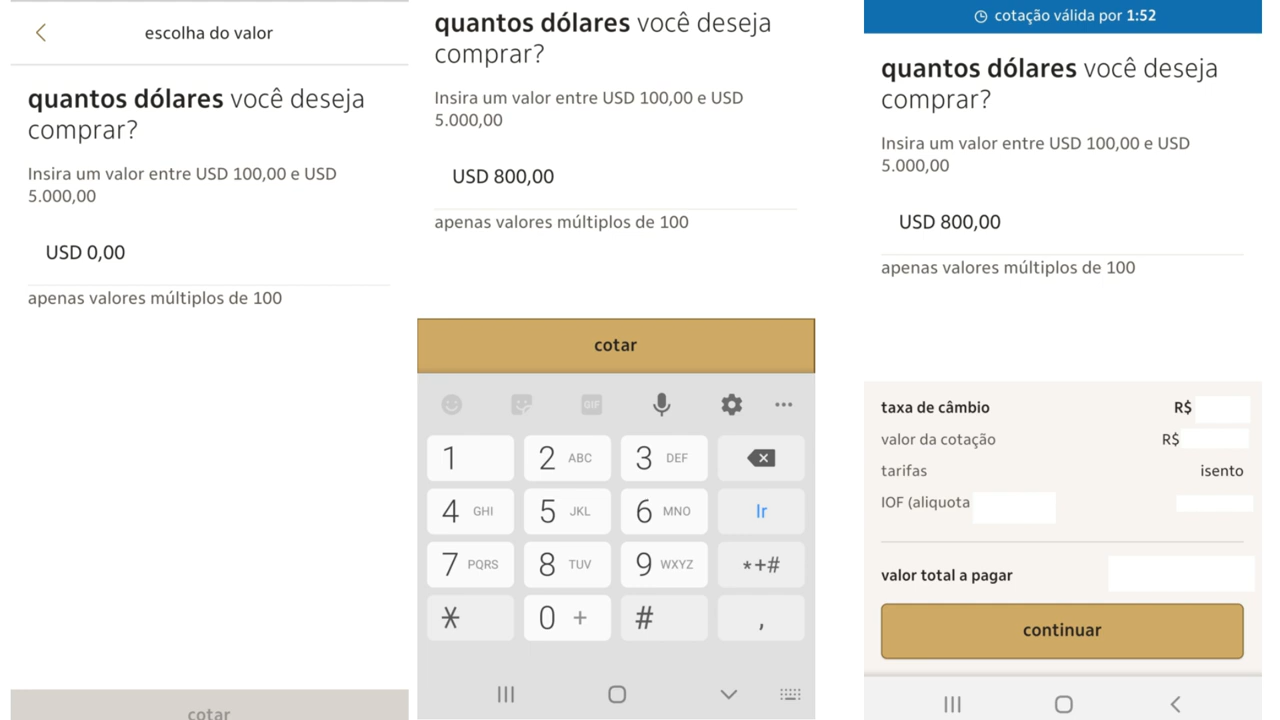 escolha do valor
quantos dólares você deseja
comprar?
Insira um valor entre USD 100,00 e USD
5.000,00
USD 0,00
apenas valores múltiplos de 100
cotar
quantos dólares você deseja
comprar?
Insira um valor entre USD 100,00 e USD
5.000,00
USD 800,00
apenas valores múltiplos de 100
cotar
GIF
1
2 ABC
3 DEF
4 GHI
5 JKL
6 MNO
Ir
7 PQRS
8 TUV
9 WXYZ
*+#
*
0 +
#
,
cotação válida por 1:52
quantos dólares você deseja
comprar?
Insira um valor entre USD 100,00 e USD
5.000,00
USD 800,00
apenas valores múltiplos de 100
taxa de câmbio R$
valor da cotação R$
tarifas isento
IOF (aliquota
valor total a pagar
continuar